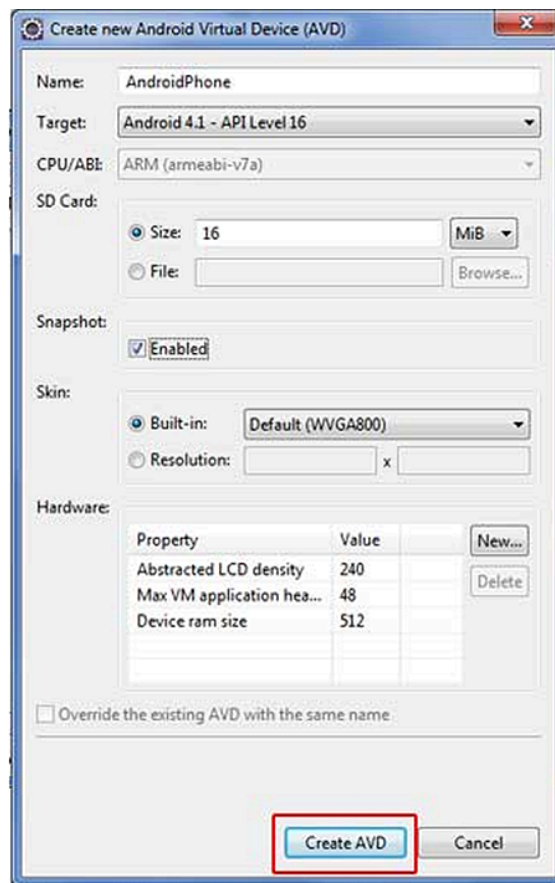 Create new Android Virtual Device (AVD)
Name: AndroidPhone
Target: Android 4.1 - API Level 16
CPU/ABI: ARM (armeabi-v7a)
SD Card:
Size: 16 MiB
File: Browse...
Snapshot:
Enabled
Skin:
Built-in: Default (WVGA800)
Resolution: x
Hardware:
Property Value New...
Abstracted LCD density 240 Delete
Max VM application hea... 48
Device ram size 512
Override the existing AVD with the same name
Create AVD Cancel